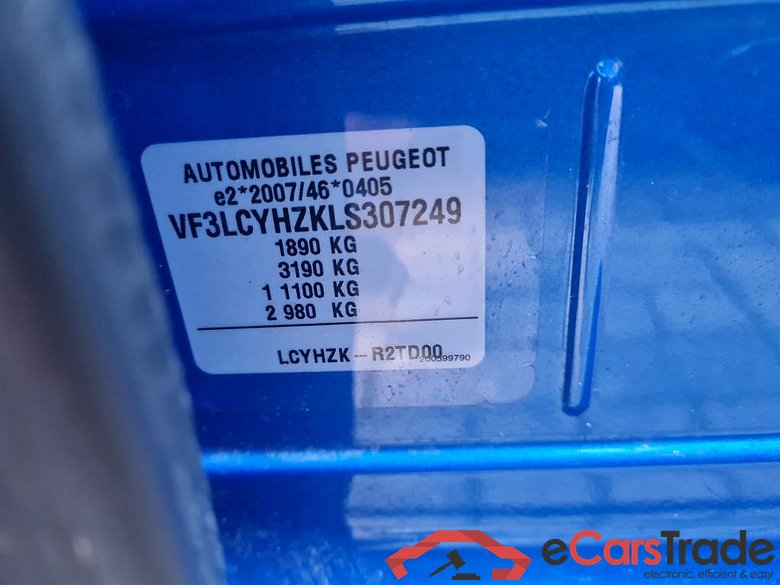 AUTOMOBILES PEUGEOT
e2*2007/46*0405
VF3LCYHZKLS307249
1890 KG
3190 KG
1 1100 KG
2 980 KG
LCYHZK – R2TD00
200399790
eCarsTrade
electronic, efficient & easy